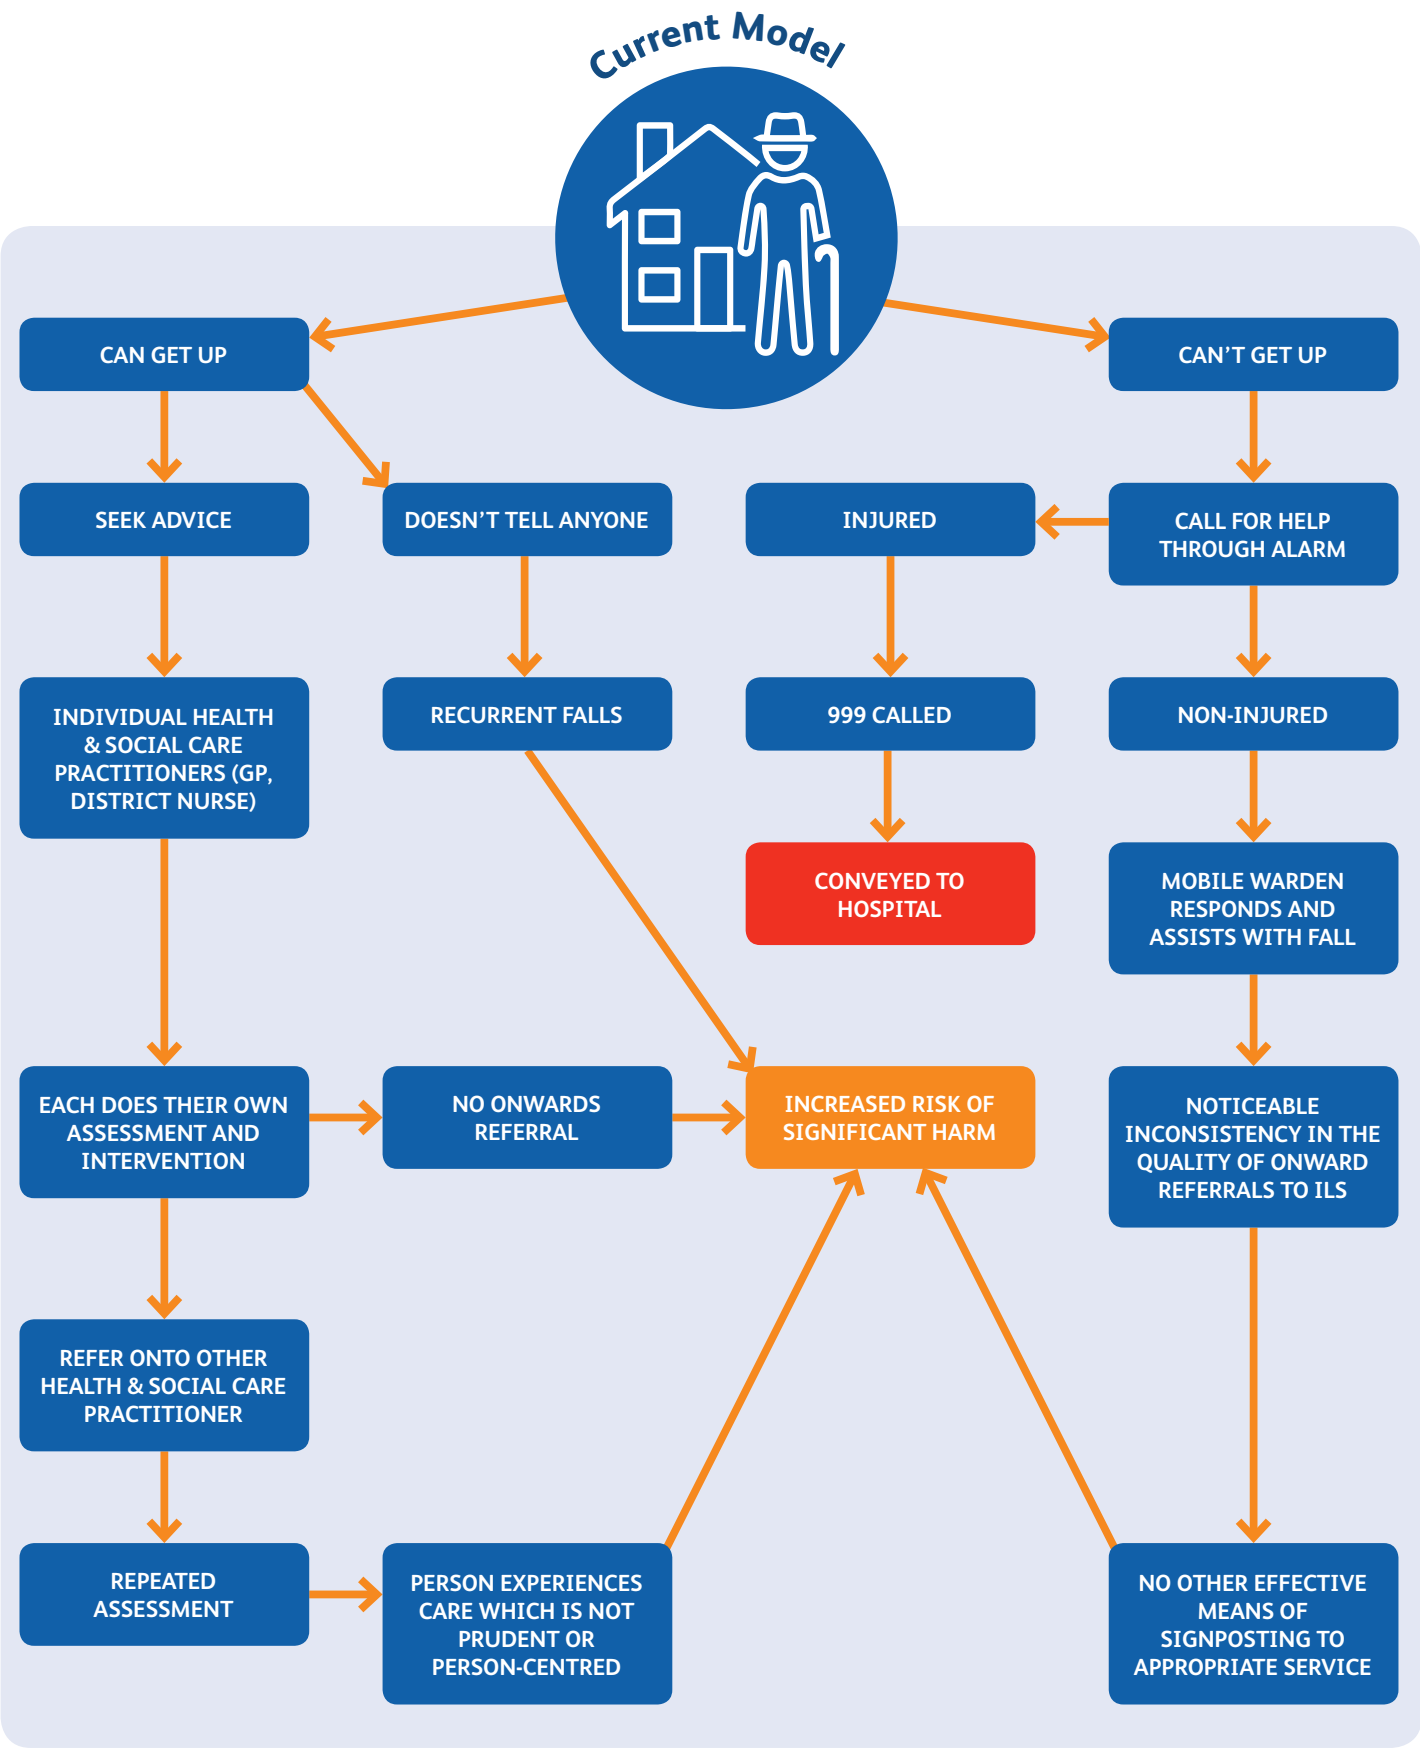 Current Model
CAN GET UP
CAN'T GET UP
SEEK ADVICE
DOESN'T TELL ANYONE
INJURED
CALL FOR HELP
THROUGH ALARM
INDIVIDUAL HEALTH
& SOCIAL CARE
PRACTITIONERS (GP,
DISTRICT NURSE)
RECURRENT FALLS
999 CALLED
NON-INJURED
CONVEYED TO
HOSPITAL
MOBILE WARDEN
RESPONDS AND
ASSISTS WITH FALL
EACH DOES THEIR OWN
ASSESSMENT AND
INTERVENTION
NO ONWARDS
REFERRAL
INCREASED RISK OF
SIGNIFICANT HARM
NOTICEABLE
INCONSISTENCY IN THE
QUALITY OF ONWARD
REFERRALS TO ILS
REFER ONTO OTHER
HEALTH & SOCIAL CARE
PRACTITIONER
REPEATED
ASSESSMENT
PERSON EXPERIENCES
CARE WHICH IS NOT
PRUDENT OR
PERSON-CENTRED
NO OTHER EFFECTIVE
MEANS OF
SIGNPOSTING TO
APPROPRIATE SERVICE